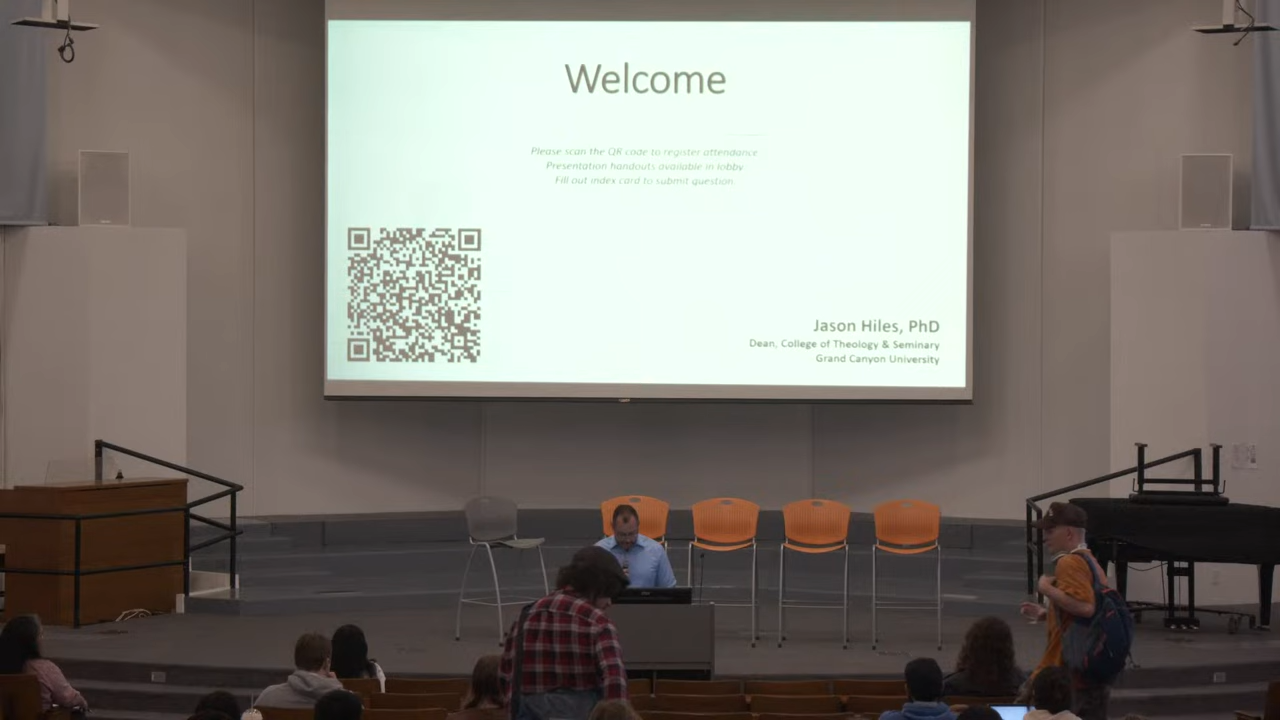 Welcome
Please scan the QR code to register attendance
Presentation handouts available in lobby
Fill out index card to submit question.
Jason Hiles, PhD
Dean, College of Theology & Seminary
Grand Canyon University